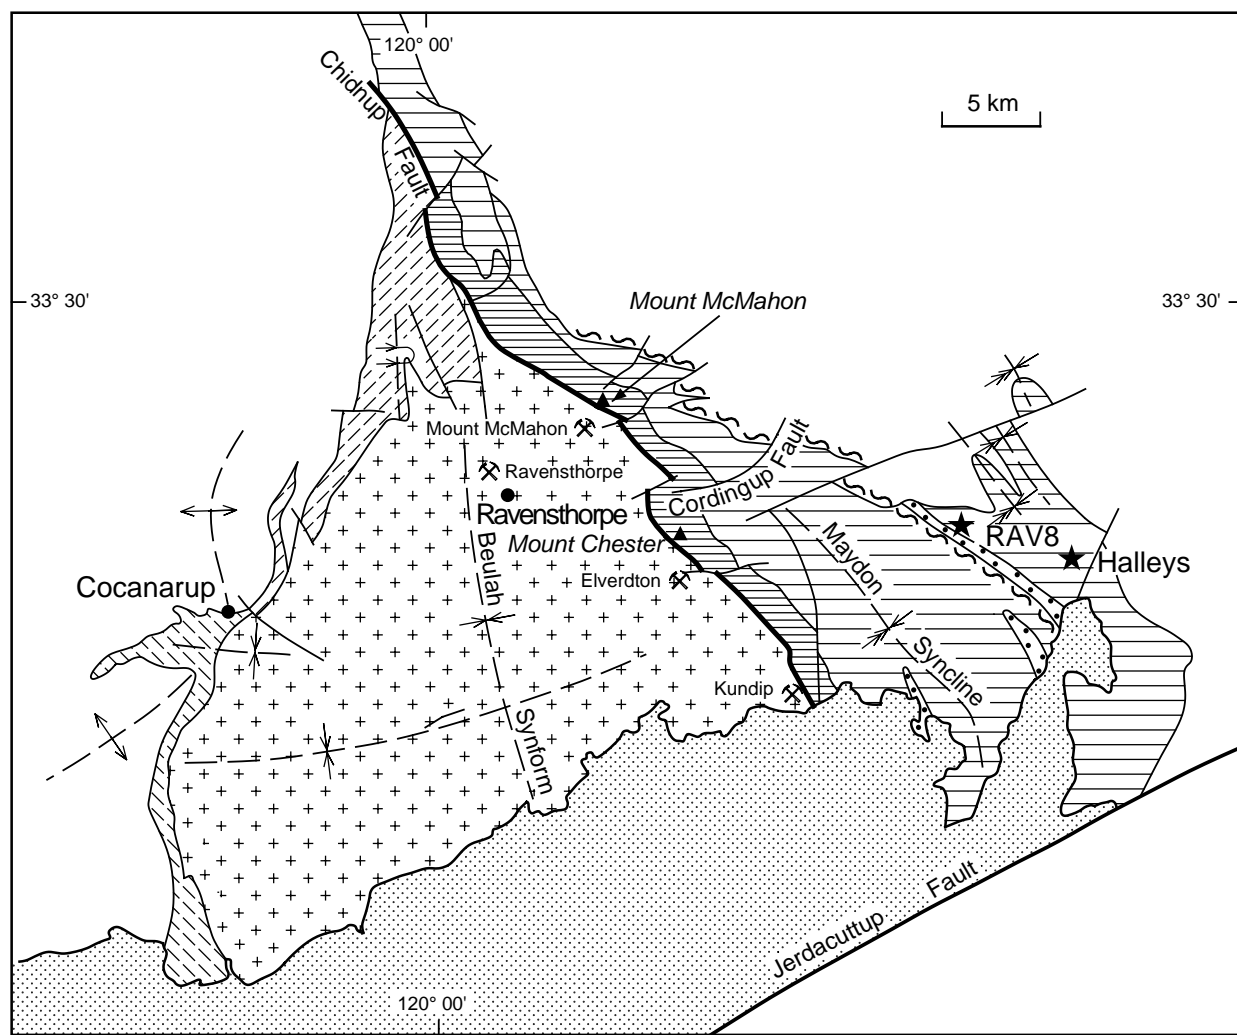 120° 00'
Chidnup
Fault
5 km
33° 30'
33° 30'
Mount McMahon
Mount McMahon
Ravensthorpe
Ravensthorpe
Cordingup Fault
Mount Chester
Elverdton
Beulah
Synform
Maydon
Syncline
RAV8
Halleys
Cocanarup
Kundip
Jerdacuttup
Fault
120° 00'